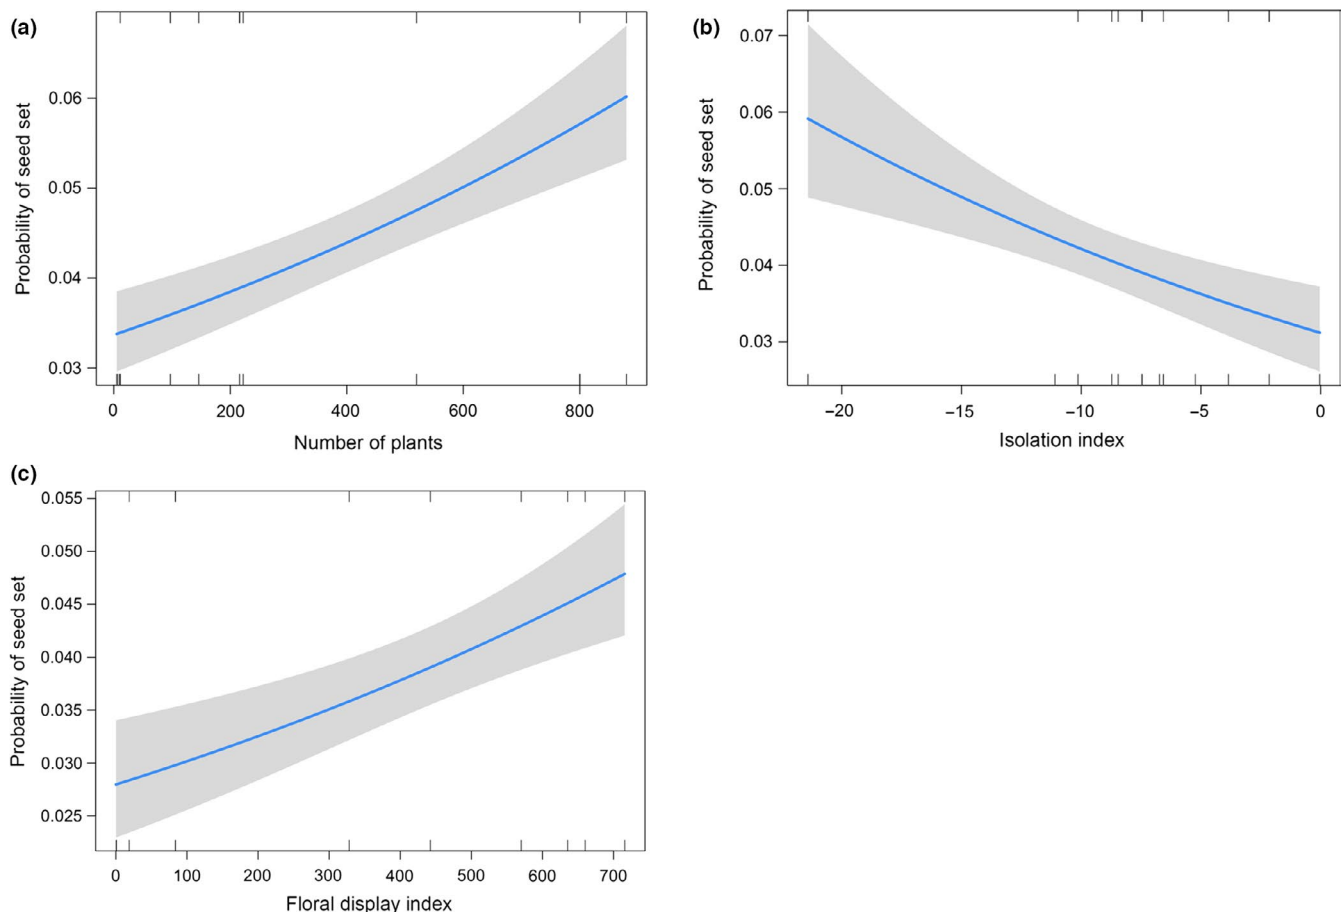 (a)
Probability of seed set
0.06
0.05
0.04
0.03
0 200 400 600 800
Number of plants
(b)
Probability of seed set
0.07
0.06
0.05
0.04
0.03
−20 −15 −10 −5 0
Isolation index
(c)
Probability of seed set
0.055
0.050
0.045
0.040
0.035
0.030
0.025
0 100 200 300 400 500 600 700
Floral display index